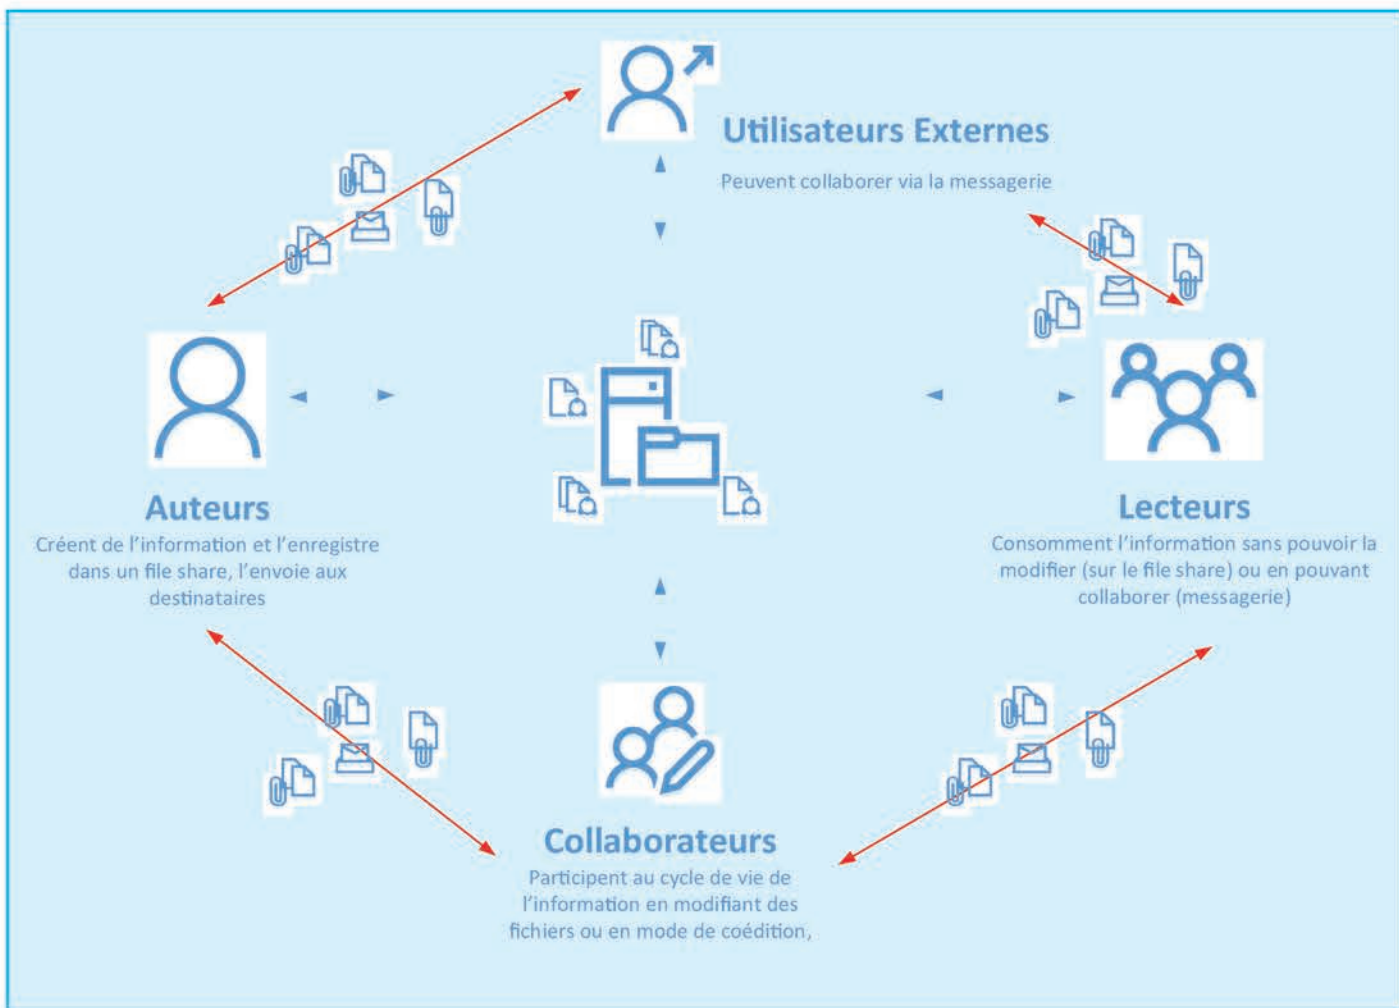 Utilisateurs Externes
Peuvent collaborer via la messagerie
Auteurs
Créent de l'information et l'enregistre
dans un file share, l'envoie aux
destinataires
Lecteurs
Consomment l'information sans pouvoir la
modifier (sur le file share) ou en pouvant
collaborer (messagerie)
Collaborateurs
Participent au cycle de vie de
l'information en modifiant des
fichiers ou en mode de coédition,